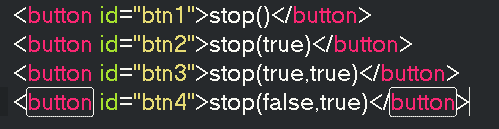 <button id="btn1">stop()</button>
<button id="btn2">stop(true)</button>
<button id="btn3">stop(true,true)</button>
<button id="btn4">stop(false,true)</button>